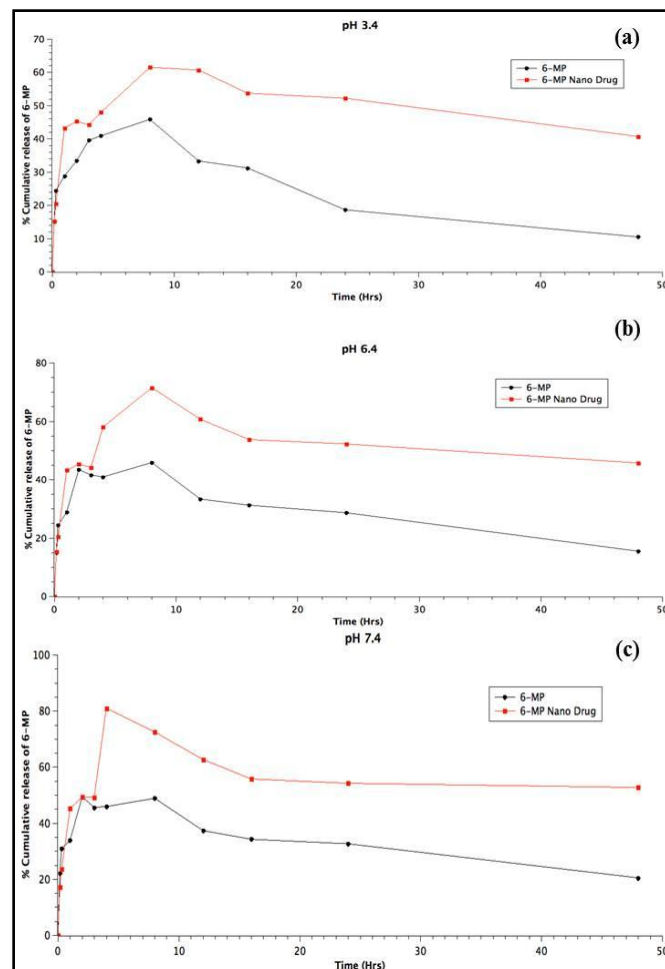 pH 3.4
(a)
70
60
50
40
30
20
10
0
% Cumulative release of 6-MP
6-MP
6-MP Nano Drug
0 10 20 30 40 50
Time (Hrs)
(b)
pH 6.4
80
60
40
20
0
% Cumulative release of 6-MP
6-MP
6-MP Nano Drug
0 10 20 30 40 50
Time (Hrs)
pH 7.4
(c)
100
80
60
40
20
0
% Cumulative release of 6-MP
6-MP
6-MP Nano Drug
0 10 20 30 40 50
Time (Hrs)